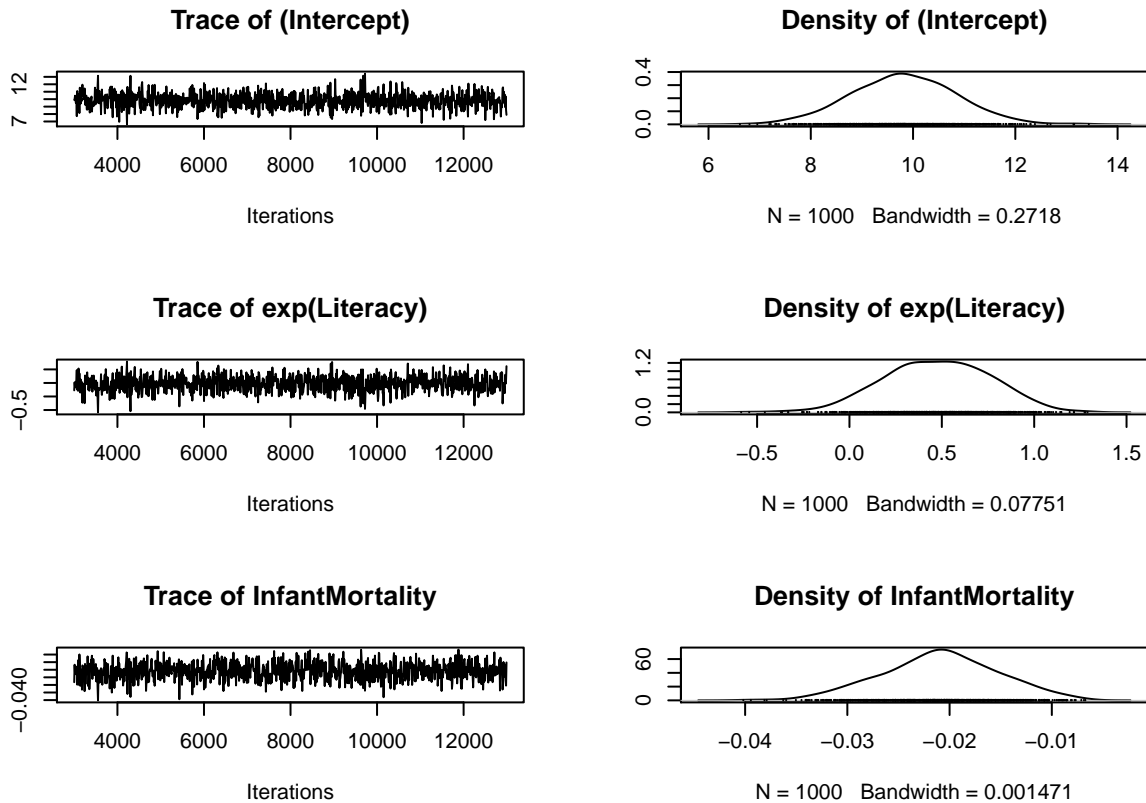 Trace of (Intercept)
7 12
4000 6000 8000 10000 12000
Iterations
Density of (Intercept)
0.0 0.4
6 8 10 12 14
N = 1000 Bandwidth = 0.2718
Trace of exp(Literacy)
−0.5
4000 6000 8000 10000 12000
Iterations
Density of exp(Literacy)
0.0 1.2
−0.5 0.0 0.5 1.0 1.5
N = 1000 Bandwidth = 0.07751
Trace of InfantMortality
−0.040
4000 6000 8000 10000 12000
Iterations
Density of InfantMortality
0 60
−0.04 −0.03 −0.02 −0.01
N = 1000 Bandwidth = 0.001471